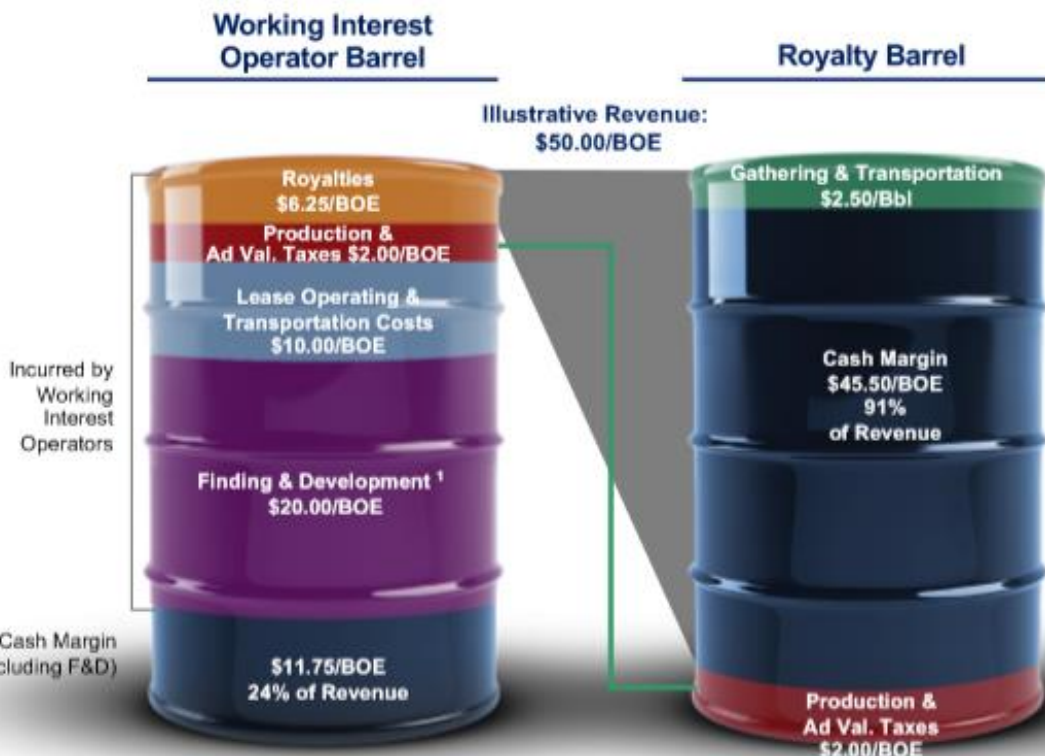 Working Interest
Operator Barrel
Royalty Barrel
Illustrative Revenue:
$50.00/BOE
Royalties
$6.25/BOE
Production &
Ad Val. Taxes $2.00/BOE
Lease Operating &
Transportation Costs
$10.00/BOE
Incurred by
Working
Interest
Operators
Finding & Development ¹
$20.00/BOE
Cash Margin
cluding F&D)
$11.75/BOE
24% of Revenue
Gathering & Transportation
$2.50/Bbl
Cash Margin
$45.50/BOE
91%
of Revenue
Production &
Ad Val. Taxes
$2.00/BOE